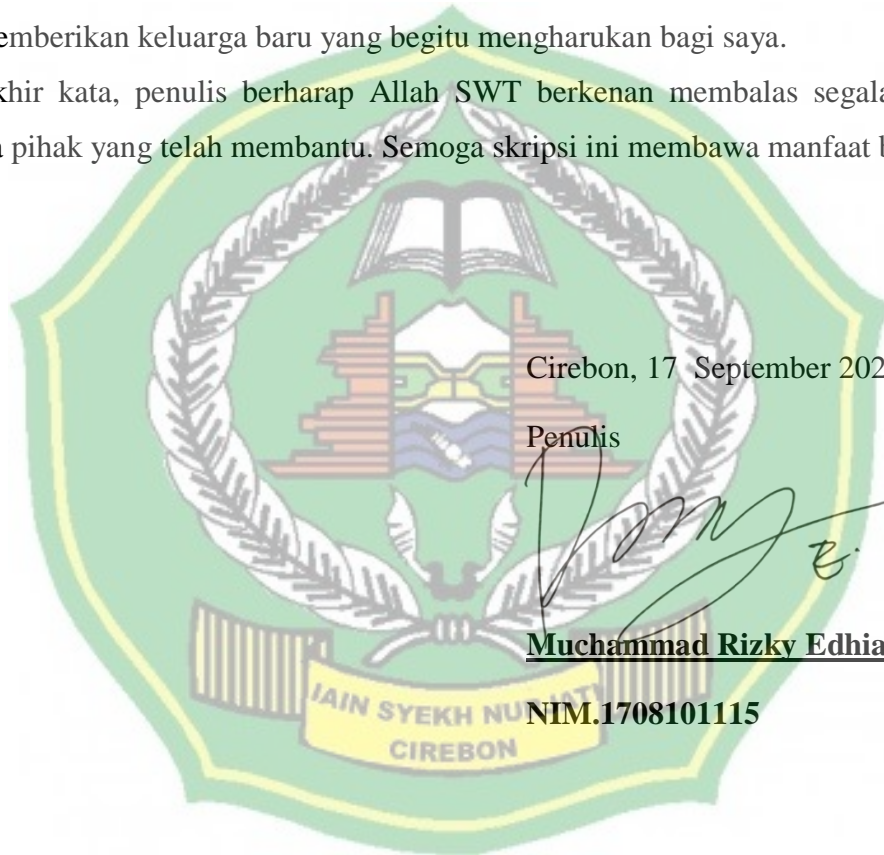 emberikan keluarga baru yang begitu mengharukan bagi saya.
khir kata, penulis berharap Allah SWT berkenan membalas segala
pihak yang telah membantu. Semoga skripsi ini membawa manfaat b
Cirebon, 17 September 202
Penulis
Muchammad Rizky Edhia
NIM.1708101115
IAIN SYEKH NURJATI
CIREBON